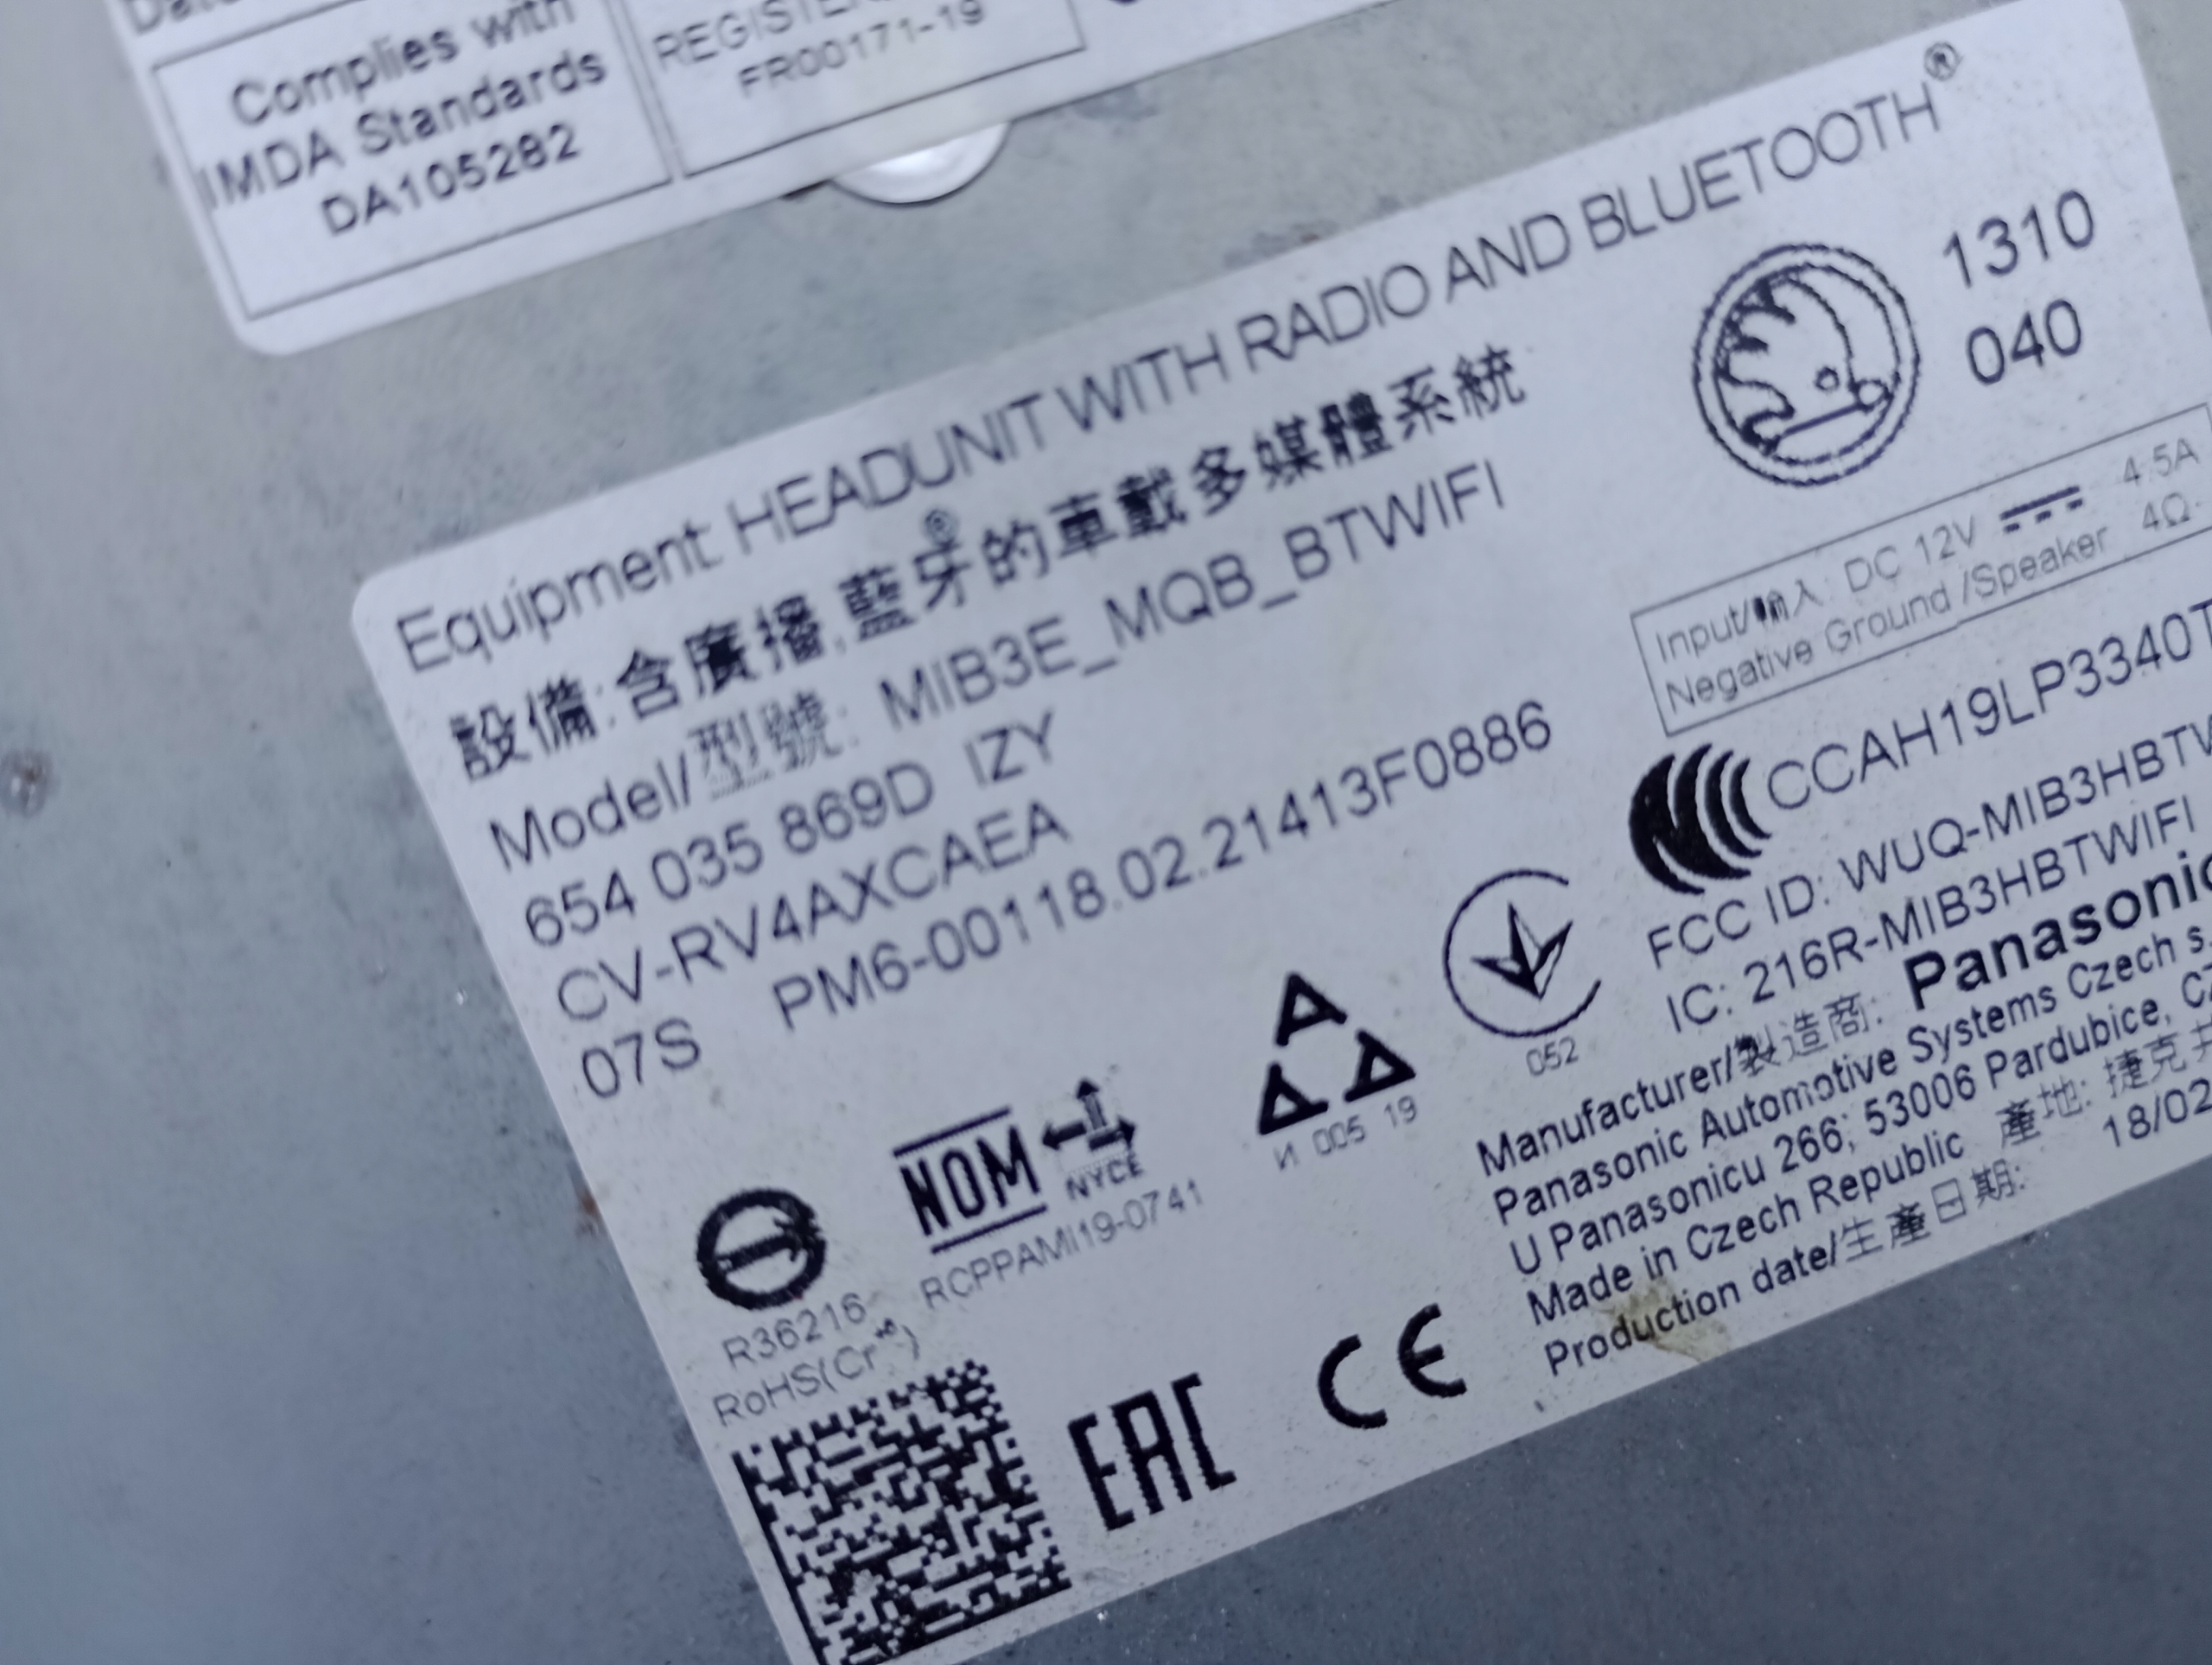 Complies with
IMDA Standards
DA105282
FR00171-19
Equipment: HEADUNIT WITH RADIO AND BLUETOOTH®
設備:含廣播,藍牙®的車載多媒體系統
Model/型號: MIB3E_MQB_BTWIFI
654 035 869D IZY
CV-RV4AXCAEA
07S PM6-00118.02.21413F0886
1310
040
Input/輸入: DC 12V 4.5A
Negative Ground /Speaker 4Ω
CCAH19LP3340T
FCC ID: WUQ-MIB3HBTW
IC: 216R-MIB3HBTWIFI
Manufacturer/製造商: Panasonic
Panasonic Automotive Systems Czech s.
U Panasonicu 266; 53006 Pardubice, CZ
Made in Czech Republic 產地: 捷克共
Production date/生產日期: 18/02
052
И 005 19
NOM
NYCE
RCPPAMI19-0741
R36216
RoHS(Cr⁺⁶)
EAC
CE